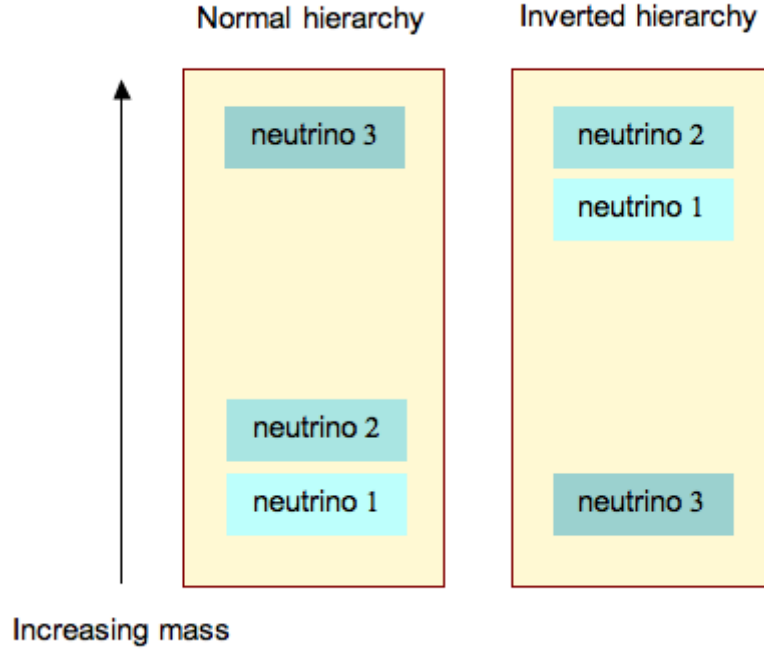 Normal hierarchy
Inverted hierarchy
neutrino 3
neutrino 2
neutrino 1
neutrino 2
neutrino 1
neutrino 3
Increasing mass